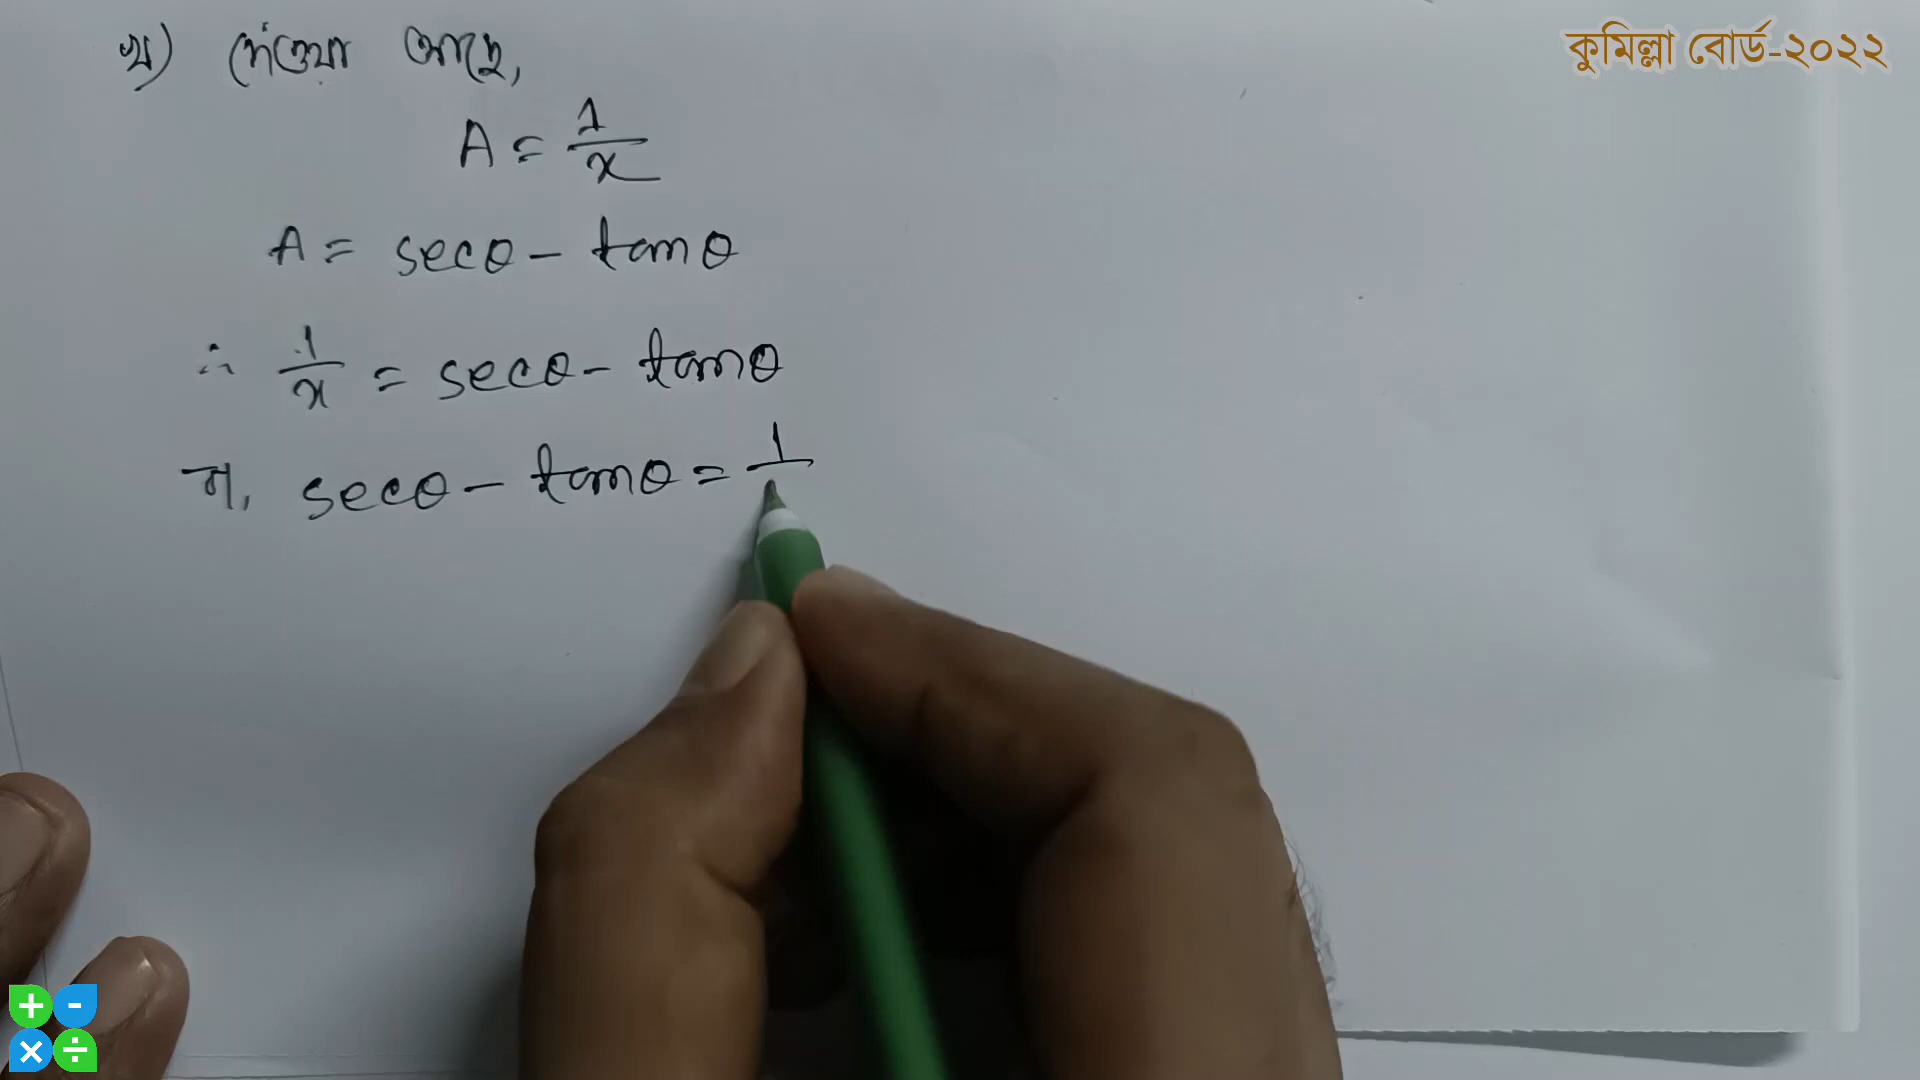 কুমিল্লা বোর্ড-২০২২
খ) দেওয়া আছে,
A = 1/x
A = secθ - tanθ
∴ 1/x = secθ - tanθ
বা, secθ - tanθ = 1/